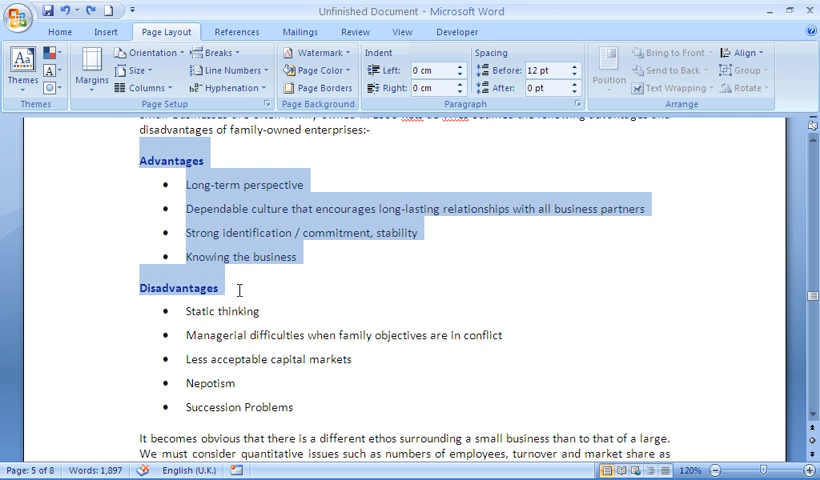 Unfinished Document - Microsoft Word
Home Insert Page Layout References Mailings Review View Developer
Themes
Themes
Margins
Orientation
Size
Columns
Breaks
Line Numbers
Hyphenation
Page Setup
Watermark
Page Color
Page Borders
Page Background
Indent
Left: 0 cm
Right: 0 cm
Spacing
Before: 12 pt
After: 0 pt
Paragraph
Position
Bring to Front
Send to Back
Text Wrapping
Align
Group
Rotate
Arrange
disadvantages of family-owned enterprises:-
Advantages
• Long-term perspective
• Dependable culture that encourages long-lasting relationships with all business partners
• Strong identification / commitment, stability
• Knowing the business
Disadvantages
• Static thinking
• Managerial difficulties when family objectives are in conflict
• Less acceptable capital markets
• Nepotism
• Succession Problems
It becomes obvious that there is a different ethos surrounding a small business than to that of a large.
We must consider quantitative issues such as numbers of employees, turnover and market share as
Page: 5 of 8 Words: 1,897 English (U.K.) 120%